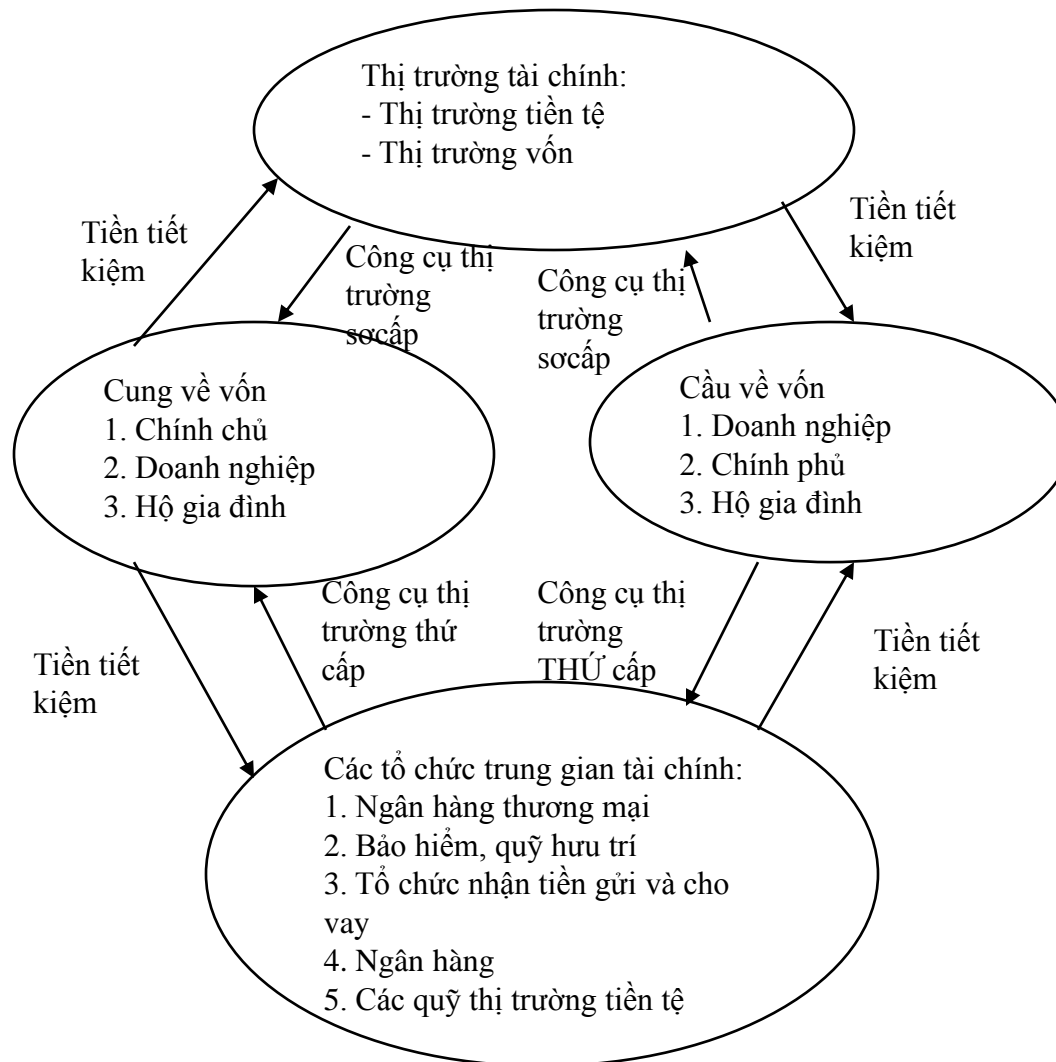 Thị trường tài chính:
- Thị trường tiền tệ
- Thị trường vốn
Tiền tiết
kiệm
Công cụ thị
trường
sơcấp
Công cụ thị
trường
sơcấp
Tiền tiết
kiệm
Cung về vốn
1. Chính chủ
2. Doanh nghiệp
3. Hộ gia đình
Cầu về vốn
1. Doanh nghiệp
2. Chính phủ
3. Hộ gia đình
Tiền tiết
kiệm
Công cụ thị
trường thứ
cấp
Công cụ thị
trường
THỨ cấp
Tiền tiết
kiệm
Các tổ chức trung gian tài chính:
1. Ngân hàng thương mại
2. Bảo hiểm, quỹ hưu trí
3. Tổ chức nhận tiền gửi và cho
vay
4. Ngân hàng
5. Các quỹ thị trường tiền tệ